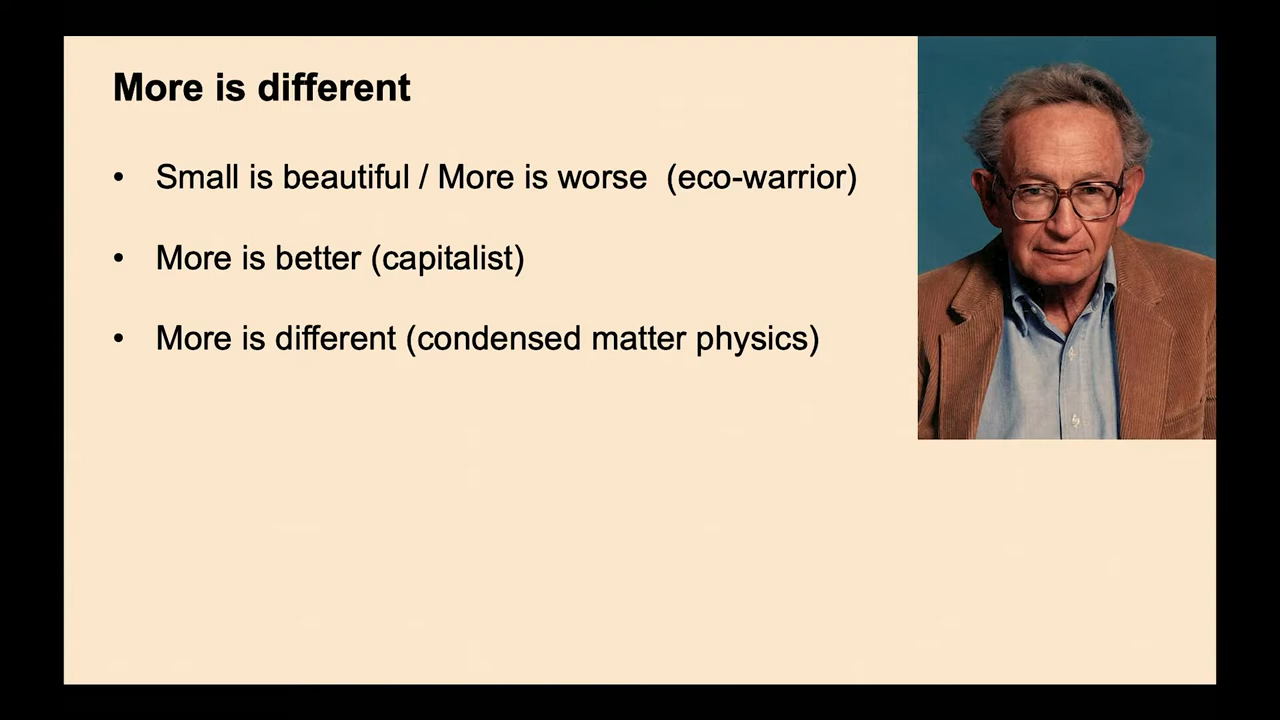 More is different
• Small is beautiful / More is worse  (eco-warrior)
• More is better (capitalist)
• More is different (condensed matter physics)